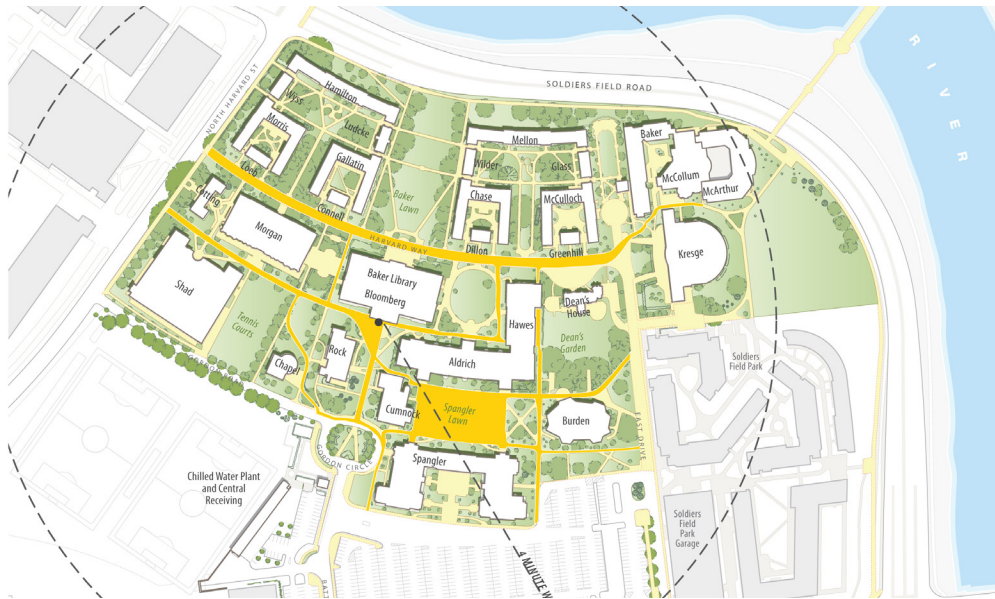 SOLDIERS FIELD ROAD
RIVER
NORTH HARVARD ST
Hamilton
Wiss
Ludcke
Morris
Gallatin
Mellon
Wilder
Glass
Baker
McCollum
McArthur
Loeb
Cotting
Connell
Baker
Lawn
Chase
McCulloch
Morgan
HARVARD WAY
Dillon
Greenhill
Kresge
Shad
Baker Library
Bloomberg
Dean's
House
Hawes
Tennis
Courts
Rock
Chapel
Aldrich
Dean's
Garden
Soldiers
Field Park
Cumnock
Spangler
Lawn
Burden
EAST DRIVE
GORDON CIRCLE
Spangler
Chilled Water Plant
and Central
Receiving
Soldiers
Field
Park
Garage
4 MINUTE W
BATT